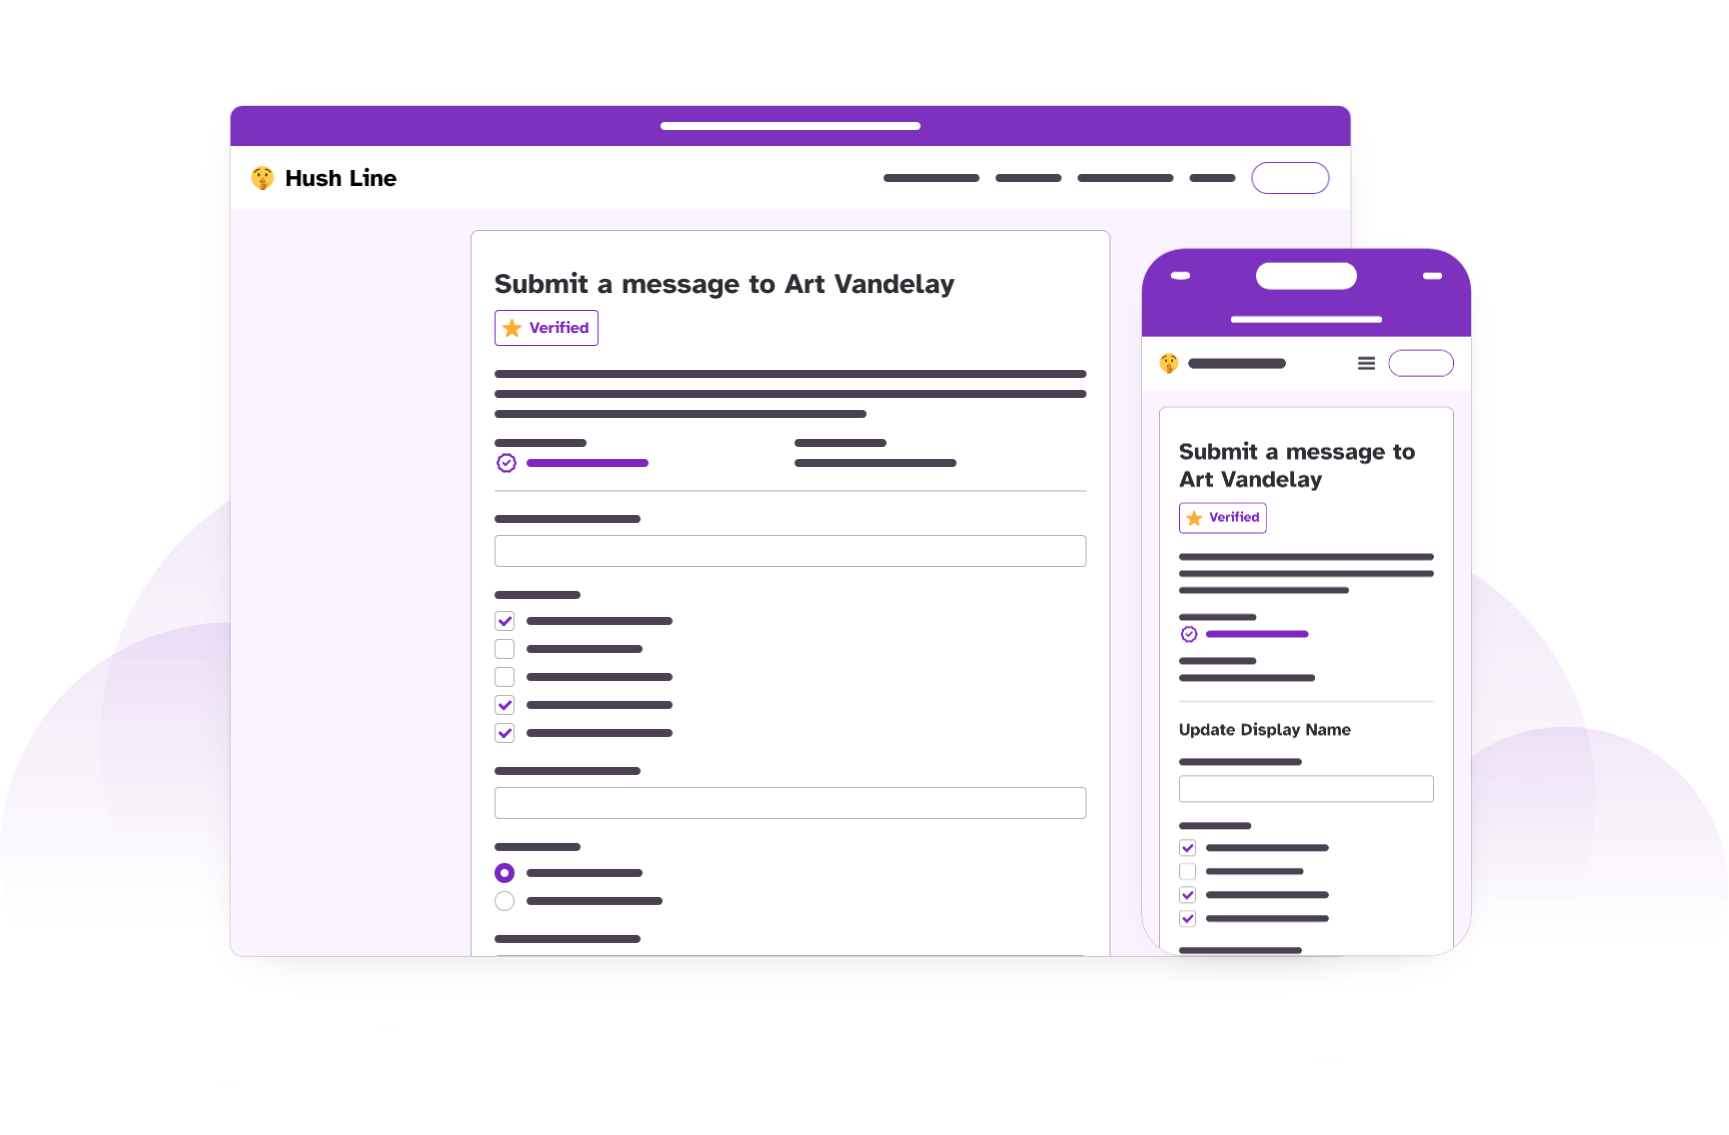 Hush Line
Submit a message to Art Vandelay
Verified
Submit a message to
Art Vandelay
Verified
Update Display Name